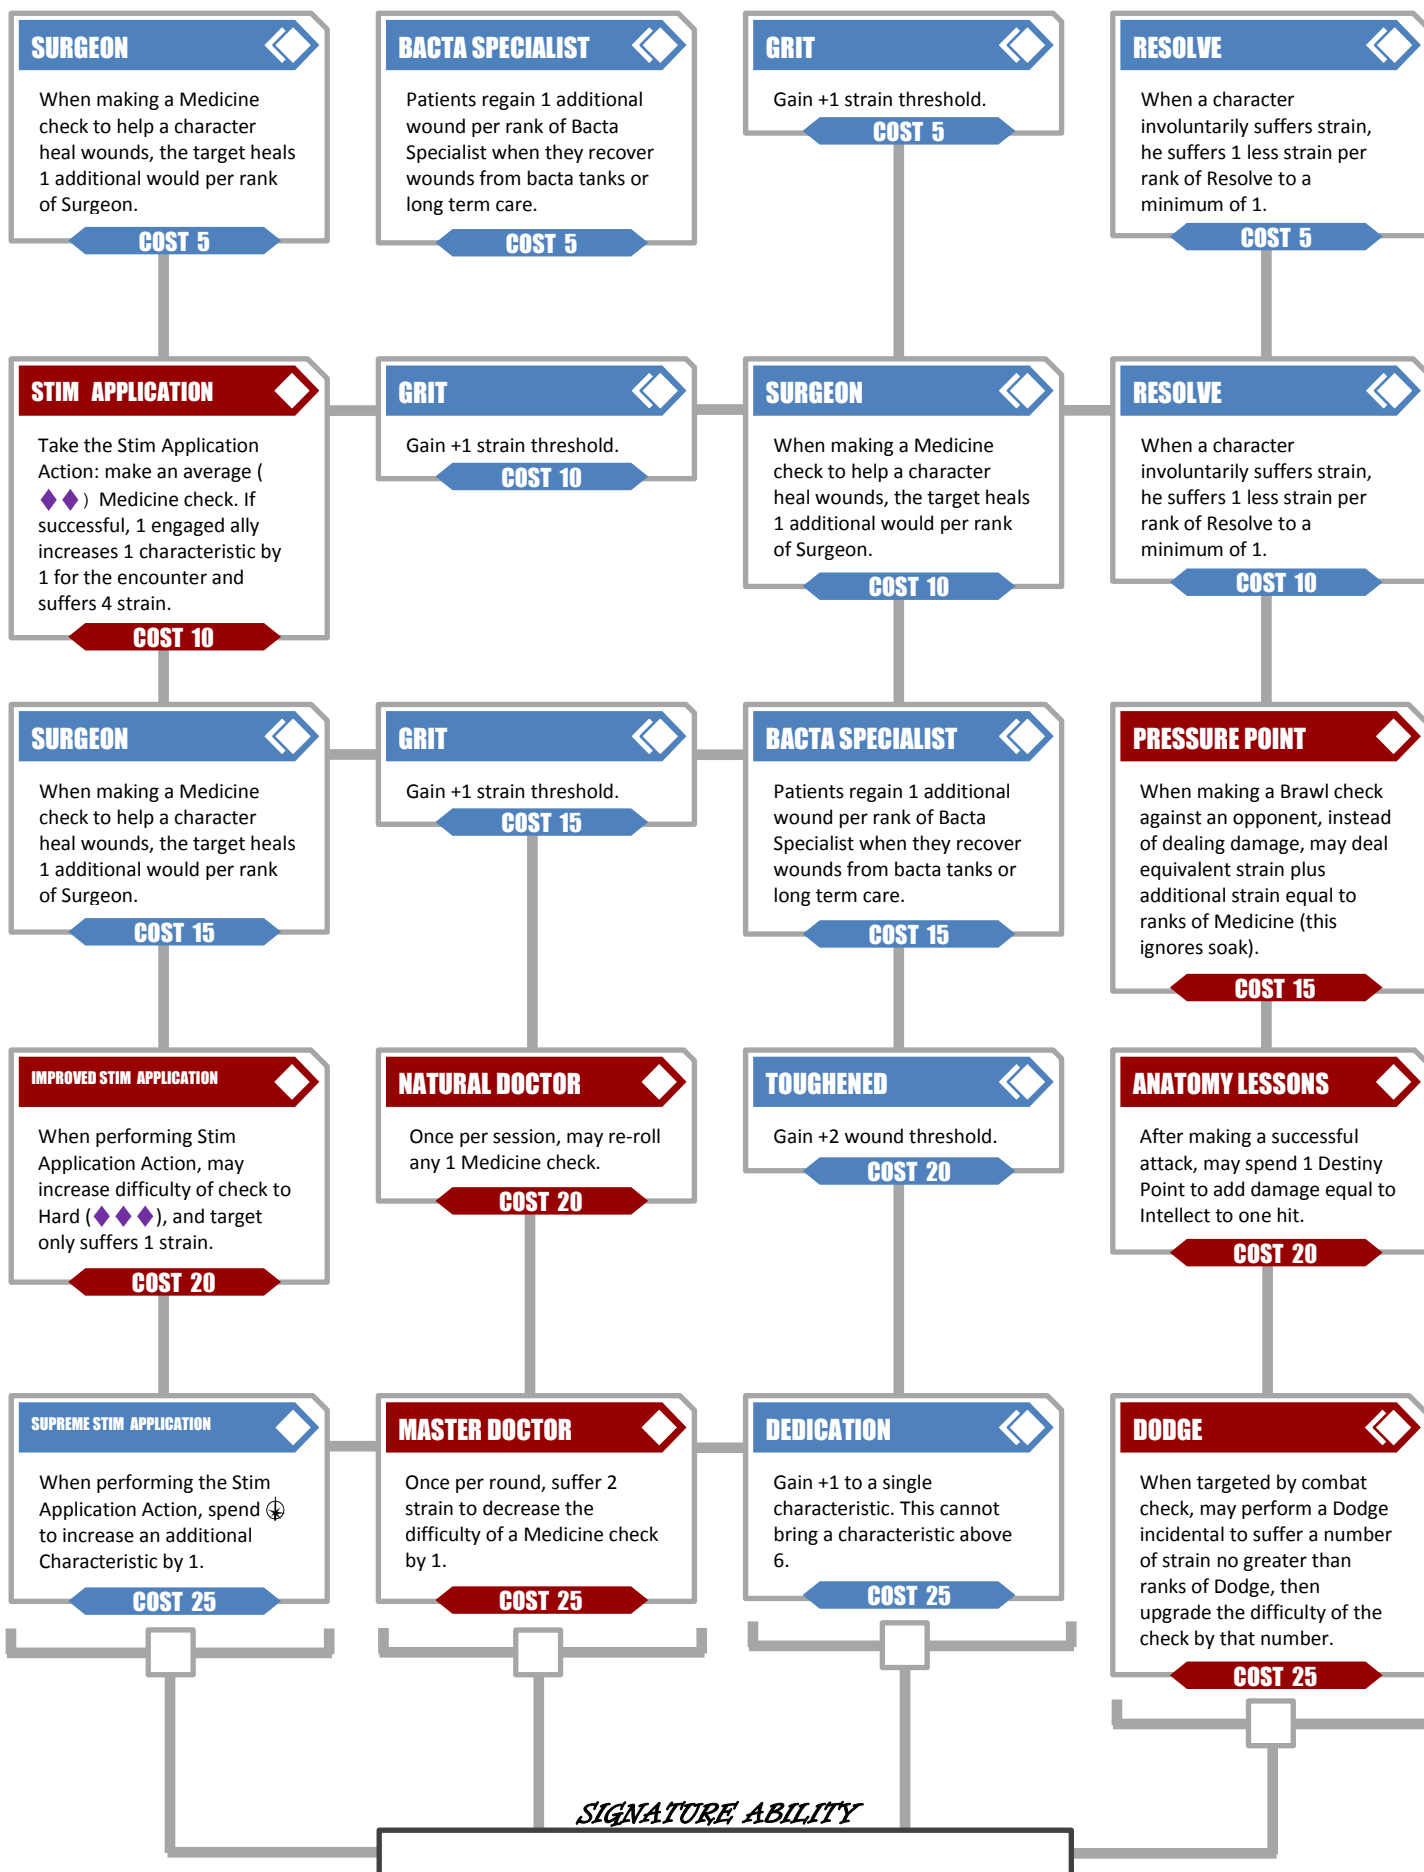 SURGEON
When making a Medicine
check to help a character
heal wounds, the target heals
1 additional would per rank
of Surgeon.
COST 5
BACTA SPECIALIST
Patients regain 1 additional
wound per rank of Bacta
Specialist when they recover
wounds from bacta tanks or
long term care.
COST 5
GRIT
Gain +1 strain threshold.
COST 5
RESOLVE
When a character
involuntarily suffers strain,
he suffers 1 less strain per
rank of Resolve to a
minimum of 1.
COST 5
STIM APPLICATION
Take the Stim Application
Action: make an average (
♦♦) Medicine check. If
successful, 1 engaged ally
increases 1 characteristic by
1 for the encounter and
suffers 4 strain.
COST 10
GRIT
Gain +1 strain threshold.
COST 10
SURGEON
When making a Medicine
check to help a character
heal wounds, the target heals
1 additional would per rank
of Surgeon.
COST 10
RESOLVE
When a character
involuntarily suffers strain,
he suffers 1 less strain per
rank of Resolve to a
minimum of 1.
COST 10
SURGEON
When making a Medicine
check to help a character
heal wounds, the target heals
1 additional would per rank
of Surgeon.
COST 15
GRIT
Gain +1 strain threshold.
COST 15
BACTA SPECIALIST
Patients regain 1 additional
wound per rank of Bacta
Specialist when they recover
wounds from bacta tanks or
long term care.
COST 15
PRESSURE POINT
When making a Brawl check
against an opponent, instead
of dealing damage, may deal
equivalent strain plus
additional strain equal to
ranks of Medicine (this
ignores soak).
COST 15
IMPROVED STIM APPLICATION
When performing Stim
Application Action, may
increase difficulty of check to
Hard (♦♦♦), and target
only suffers 1 strain.
COST 20
NATURAL DOCTOR
Once per session, may re-roll
any 1 Medicine check.
COST 20
TOUGHENED
Gain +2 wound threshold.
COST 20
ANATOMY LESSONS
After making a successful
attack, may spend 1 Destiny
Point to add damage equal to
Intellect to one hit.
COST 20
SUPREME STIM APPLICATION
When performing the Stim
Application Action, spend
to increase an additional
Characteristic by 1.
COST 25
MASTER DOCTOR
Once per round, suffer 2
strain to decrease the
difficulty of a Medicine check
by 1.
COST 25
DEDICATION
Gain +1 to a single
characteristic. This cannot
bring a characteristic above
6.
COST 25
DODGE
When targeted by combat
check, may perform a Dodge
incidental to suffer a number
of strain no greater than
ranks of Dodge, then
upgrade the difficulty of the
check by that number.
COST 25
SIGNATURE ABILITY